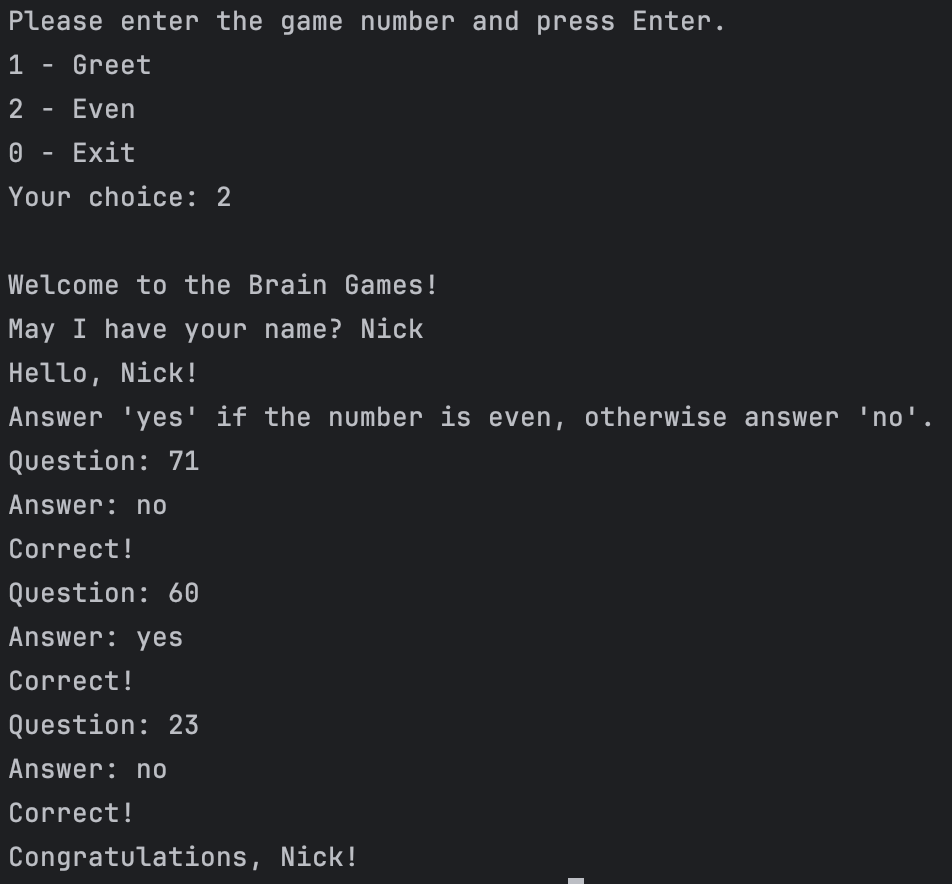 Please enter the game number and press Enter.
1 - Greet
2 - Even
0 - Exit
Your choice: 2
Welcome to the Brain Games!
May I have your name? Nick
Hello, Nick!
Answer 'yes' if the number is even, otherwise answer 'no'.
Question: 71
Answer: no
Correct!
Question: 60
Answer: yes
Correct!
Question: 23
Answer: no
Correct!
Congratulations, Nick!